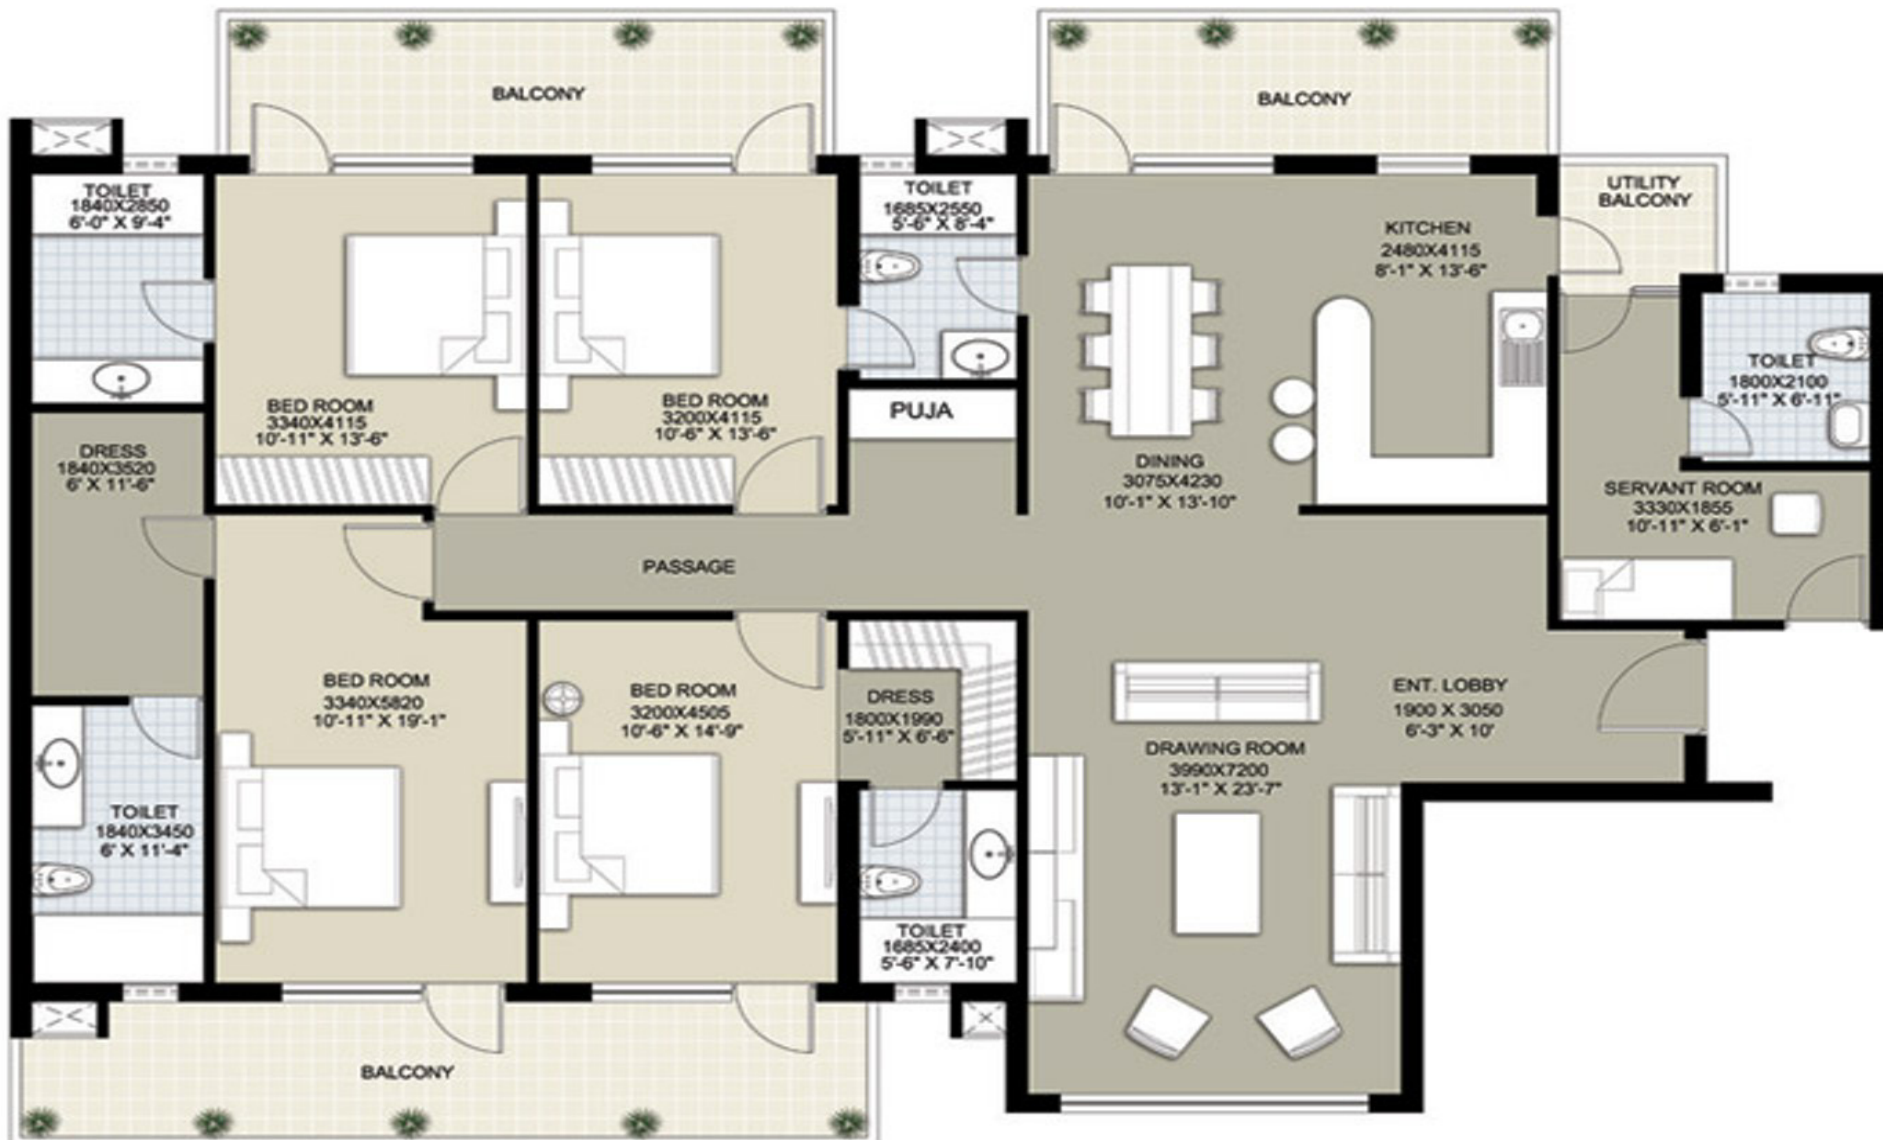 BALCONY
BALCONY
TOILET
1840X2850
6'-0" X 9'-4"
TOILET
1685X2550
5'-6" X 8'-4"
UTILITY
BALCONY
KITCHEN
2480X4115
8'-1" X 13'-6"
BED ROOM
3340X4115
10'-11" X 13'-6"
BED ROOM
3200X4115
10'-6" X 13'-6"
PUJA
TOILET
1800X2100
5'-11" X 6'-11"
DRESS
1840X3520
6' X 11'-6"
DINING
3075X4230
10'-1" X 13'-10"
SERVANT ROOM
3330X1855
10'-11" X 6'-1"
PASSAGE
BED ROOM
3340X5820
10'-11" X 19'-1"
BED ROOM
3200X4505
10'-6" X 14'-9"
DRESS
1800X1990
5'-11" X 6'-6"
ENT. LOBBY
1900 X 3050
6'-3" X 10'
DRAWING ROOM
3990X7200
13'-1" X 23'-7"
TOILET
1840X3450
6' X 11'-4"
TOILET
1685X2400
5'-6" X 7'-10"
BALCONY